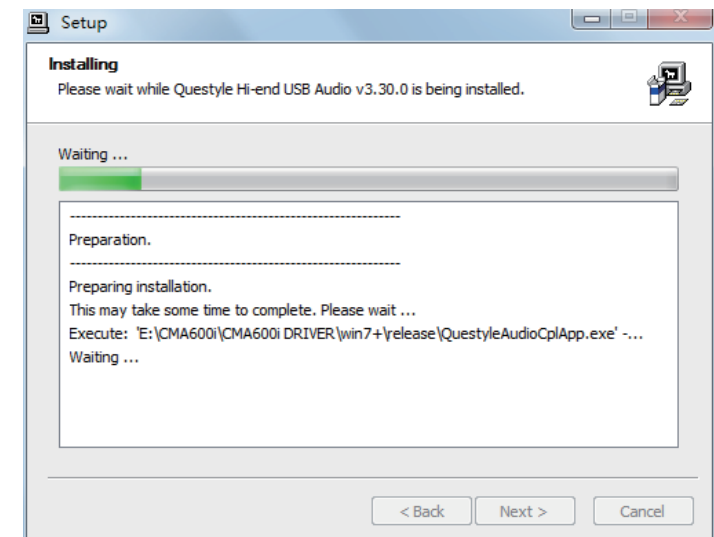 Setup
Installing
Please wait while Questyle Hi-end USB Audio v3.30.0 is being installed.
Waiting ...
------------------------------------------------------------
Preparation.
------------------------------------------------------------
Preparing installation.
This may take some time to complete. Please wait ...
Execute: 'E:\CMA600i\CMA600i DRIVER\win7+\release\QuestyleAudioCplApp.exe' -...
Waiting ...
< Back Next > Cancel